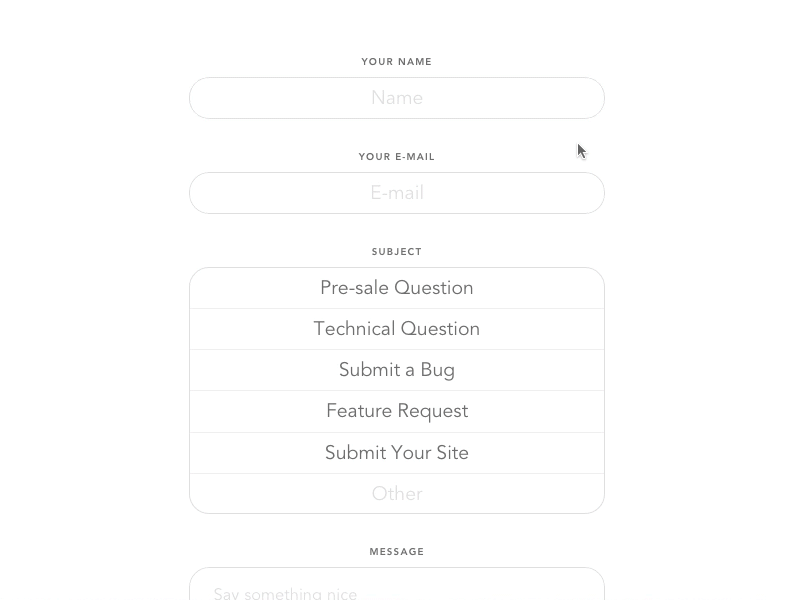 YOUR NAME
Name
YOUR E-MAIL
E-mail
SUBJECT
Pre-sale Question
Technical Question
Submit a Bug
Feature Request
Submit Your Site
Other
MESSAGE
Say something nice